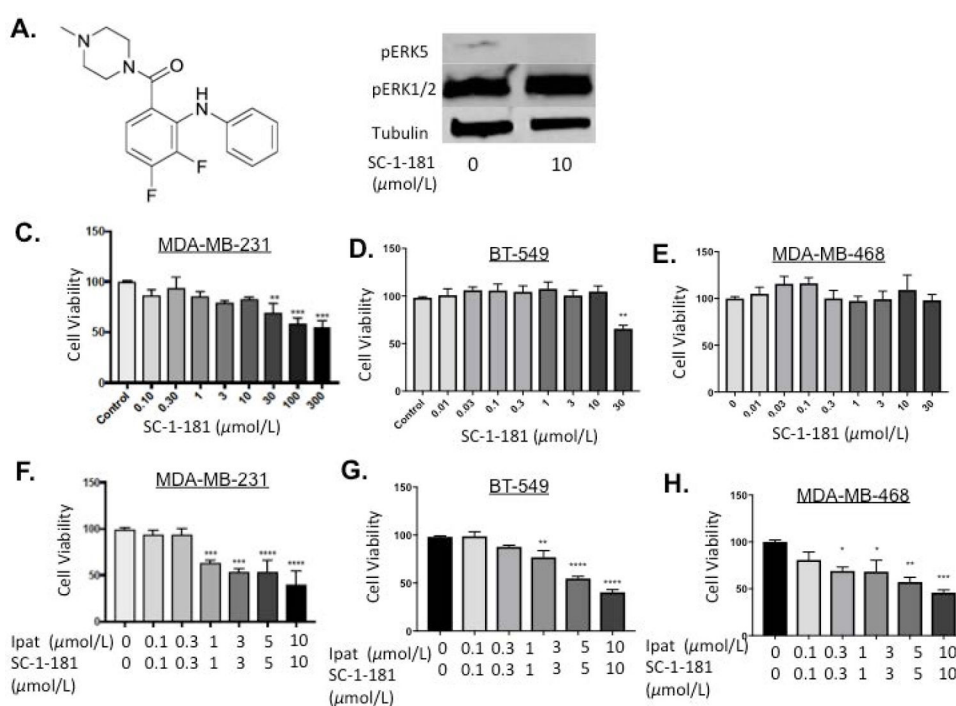 A.
N
N
O
H
N
F
F
pERK5
pERK1/2
Tubulin
SC-1-181 0 10
(μmol/L)
C. MDA-MB-231
Cell Viability
150
100
50
0
Control 0.10 0.30 1 3 10 30 100 300
** *** ***
SC-1-181 (μmol/L)
D. BT-549
Cell Viability
150
100
50
0
Control 0.01 0.03 0.1 0.3 1 3 10 30
**
SC-1-181 (μmol/L)
E. MDA-MB-468
Cell Viability
150
100
50
0
0 0.01 0.03 0.1 0.3 1 3 10 30
SC-1-181 (μmol/L)
F. MDA-MB-231
Cell Viability
150
100
50
0
*** *** **** ****
Ipat (μmol/L) 0 0.1 0.3 1 3 5 10
SC-1-181 0 0.1 0.3 1 3 5 10
(μmol/L)
G. BT-549
Cell Viability
150
100
50
0
** **** ****
Ipat (μmol/L) 0 0.1 0.3 1 3 5 10
SC-1-181 0 0.1 0.3 1 3 5 10
(μmol/L)
H. MDA-MB-468
Cell Viability
150
100
50
0
* * ** ***
Ipat (μmol/L) 0 0.1 0.3 1 3 5 10
SC-1-181 0 0.1 0.3 1 3 5 10
(μmol/L)